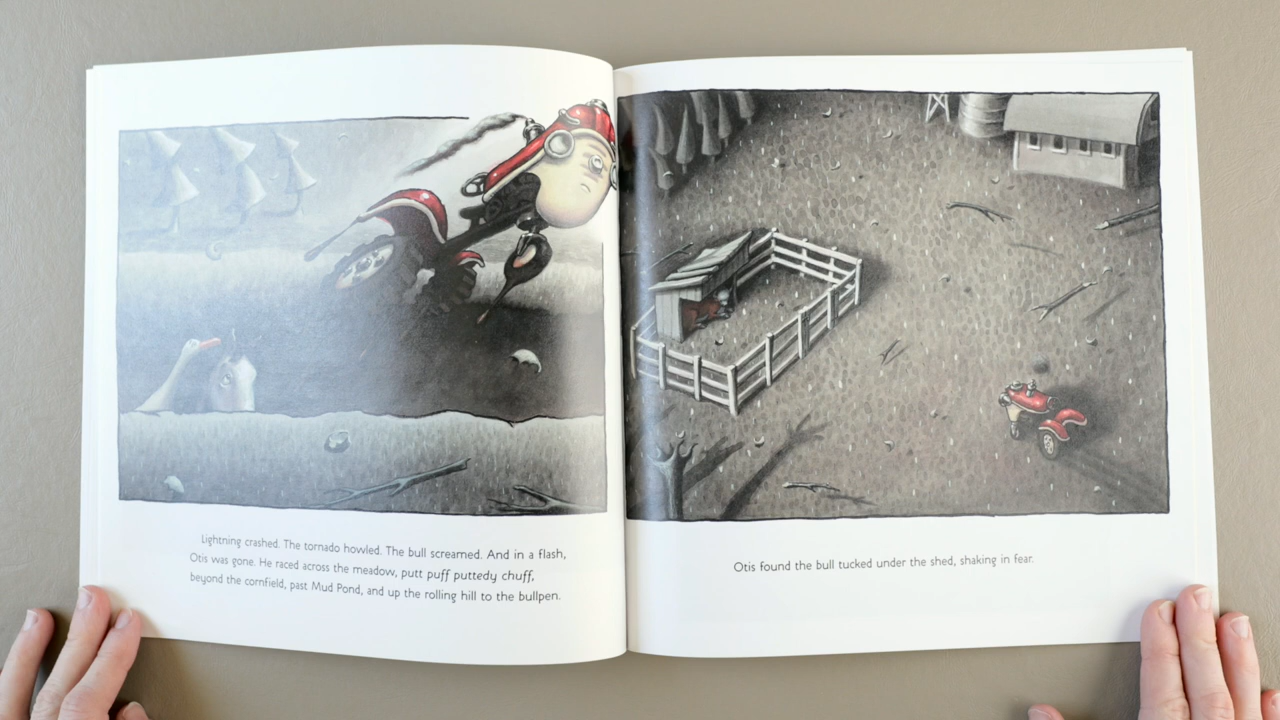 Lightning crashed. The tornado howled. The bull screamed. And in a flash,
Otis was gone. He raced across the meadow, putt puff puttedy chuff,
beyond the cornfield, past Mud Pond, and up the rolling hill to the bullpen.
Otis found the bull tucked under the shed, shaking in fear.